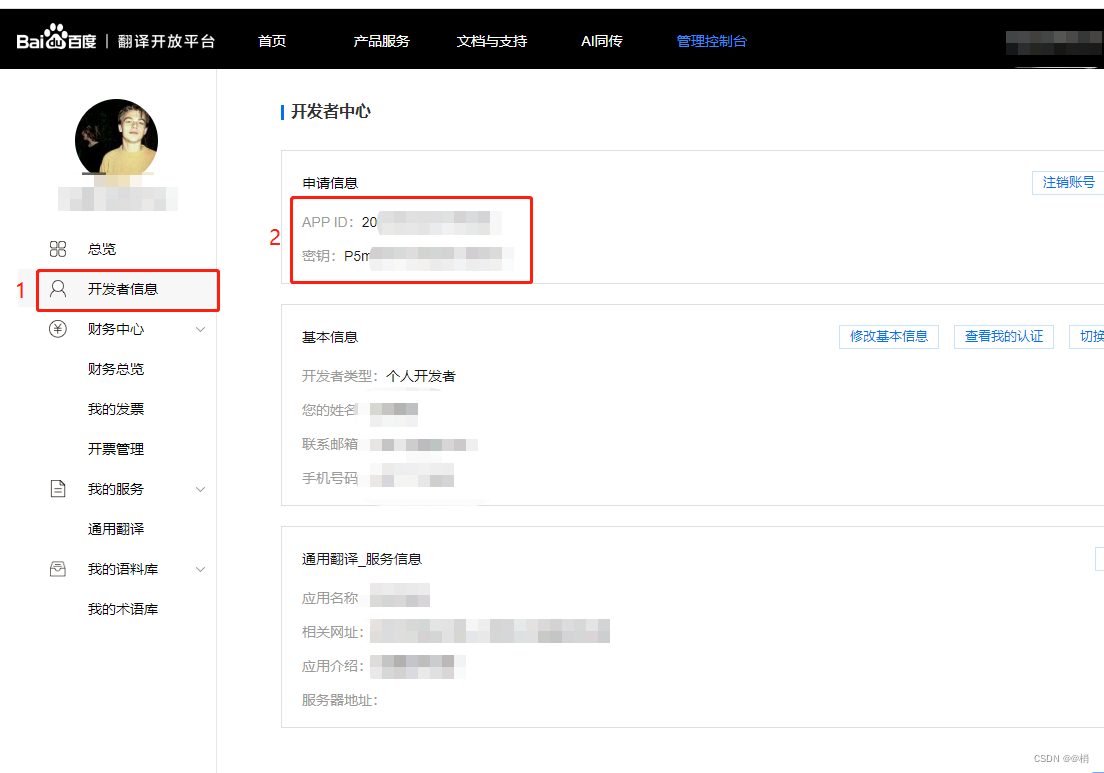 Bai百度 | 翻译开放平台 首页 产品服务 文档与支持 AI同传 管理控制台
开发者中心
申请信息 注销账号
APP ID: 20
2
密钥: P5m
总览
1 开发者信息
财务中心
财务总览
我的发票
开票管理
我的服务
通用翻译
我的语料库
我的术语库
基本信息 修改基本信息 查看我的认证 切换
开发者类型: 个人开发者
您的姓名
联系邮箱
手机号码
通用翻译_服务信息
应用名称
相关网址:
应用介绍:
服务器地址:
CSDN @@梢